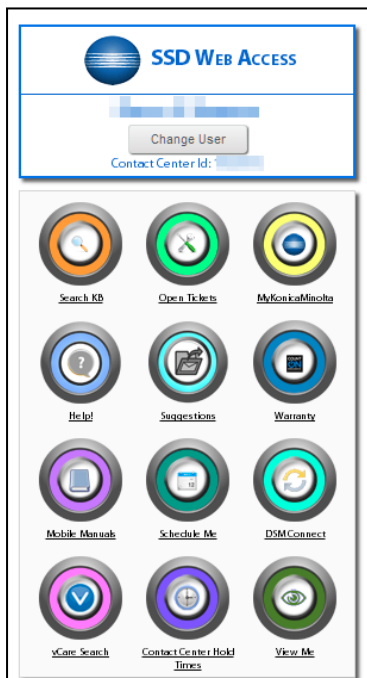 SSD WEB ACCESS
Change User
Contact Center Id:
Search KB
Open Tickets
MyKonicaMinolta
Help!
Suggestions
Warranty
Mobile Manuals
Schedule Me
DSMConnect
vCare Search
Contact Center Hold
Times
View Me